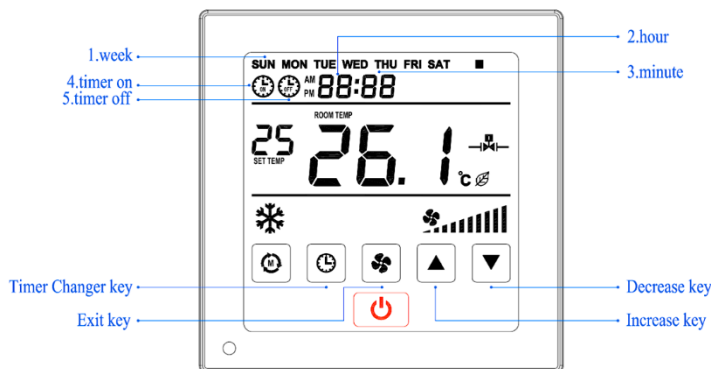 1.week
2.hour
SUN MON TUE WED THU FRI SAT
3.minute
4.timer on
ON OFF AM PM 88:88
5.timer off
ROOM TEMP
25 26.1
SET TEMP
°C
M
Timer Changer key
Decrease key
Exit key
Increase key